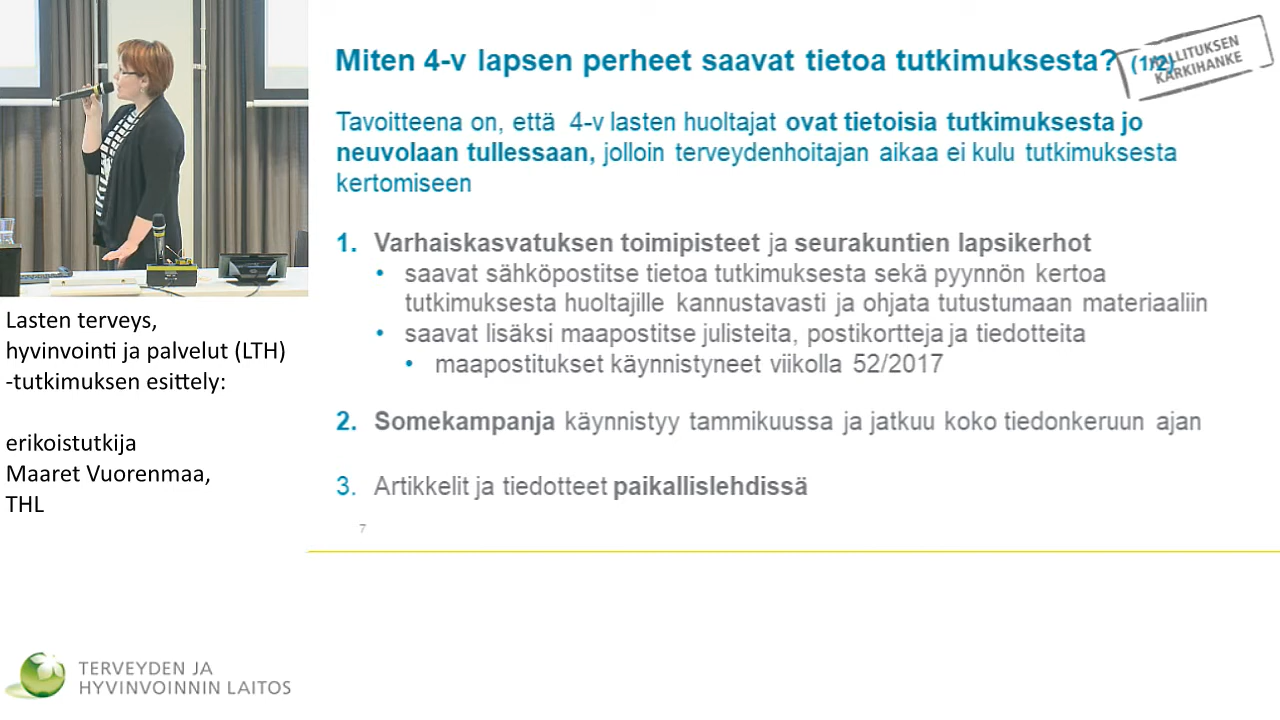 Miten 4-v lapsen perheet saavat tietoa tutkimuksesta? (1/2)
HALLITUKSEN
KÄRKIHANKE
Tavoitteena on, että 4-v lasten huoltajat ovat tietoisia tutkimuksesta jo
neuvolaan tullessaan, jolloin terveydenhoitajan aikaa ei kulu tutkimuksesta
kertomiseen
1. Varhaiskasvatuksen toimipisteet ja seurakuntien lapsikerhot
• saavat sähköpostitse tietoa tutkimuksesta sekä pyynnön kertoa
tutkimuksesta huoltajille kannustavasti ja ohjata tutustumaan materiaaliin
• saavat lisäksi maapostitse julisteita, postikortteja ja tiedotteita
• maapostitukset käynnistyneet viikolla 52/2017
2. Somekampanja käynnistyy tammikuussa ja jatkuu koko tiedonkeruun ajan
3. Artikkelit ja tiedotteet paikallislehdissä
7
Lasten terveys,
hyvinvointi ja palvelut (LTH)
-tutkimuksen esittely:
erikoistutkija
Maaret Vuorenmaa,
THL
TERVEYDEN JA
HYVINVOINNIN LAITOS